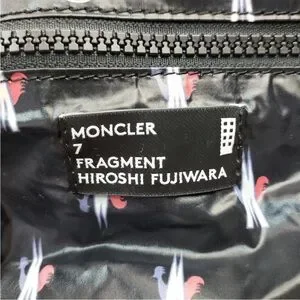 MONCLER
7
FRAGMENT
HIROSHI FUJIWARA